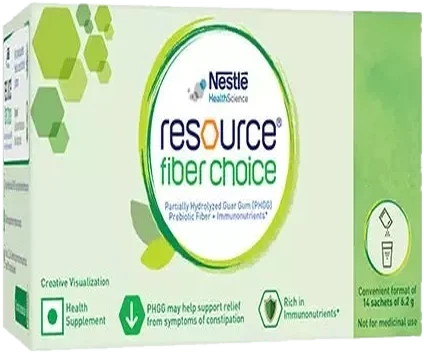 Nestlé
HealthScience
resource®
fiber choice
Partially Hydrolyzed Guar Gum (PHGG)
Prebiotic Fiber + Immunonutrients*
Creative Visualization
Health
Supplement
PHGG may help support relief
from symptoms of constipation
Rich in
Immunonutrients*
Convenient format of
14 sachets of 6.2 g
Not for medicinal use